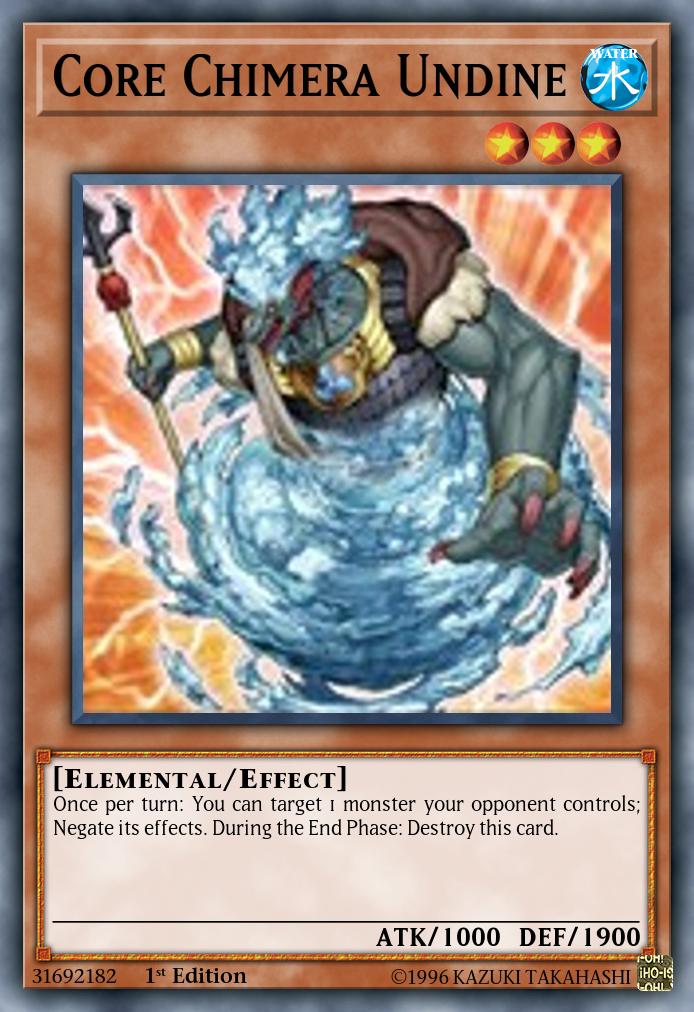 Core Chimera Undine
WATER
水
[Elemental/Effect]
Once per turn: You can target 1 monster your opponent controls;
Negate its effects. During the End Phase: Destroy this card.
ATK/1000 DEF/1900
31692182 1st Edition ©1996 KAZUKI TAKAHASHI